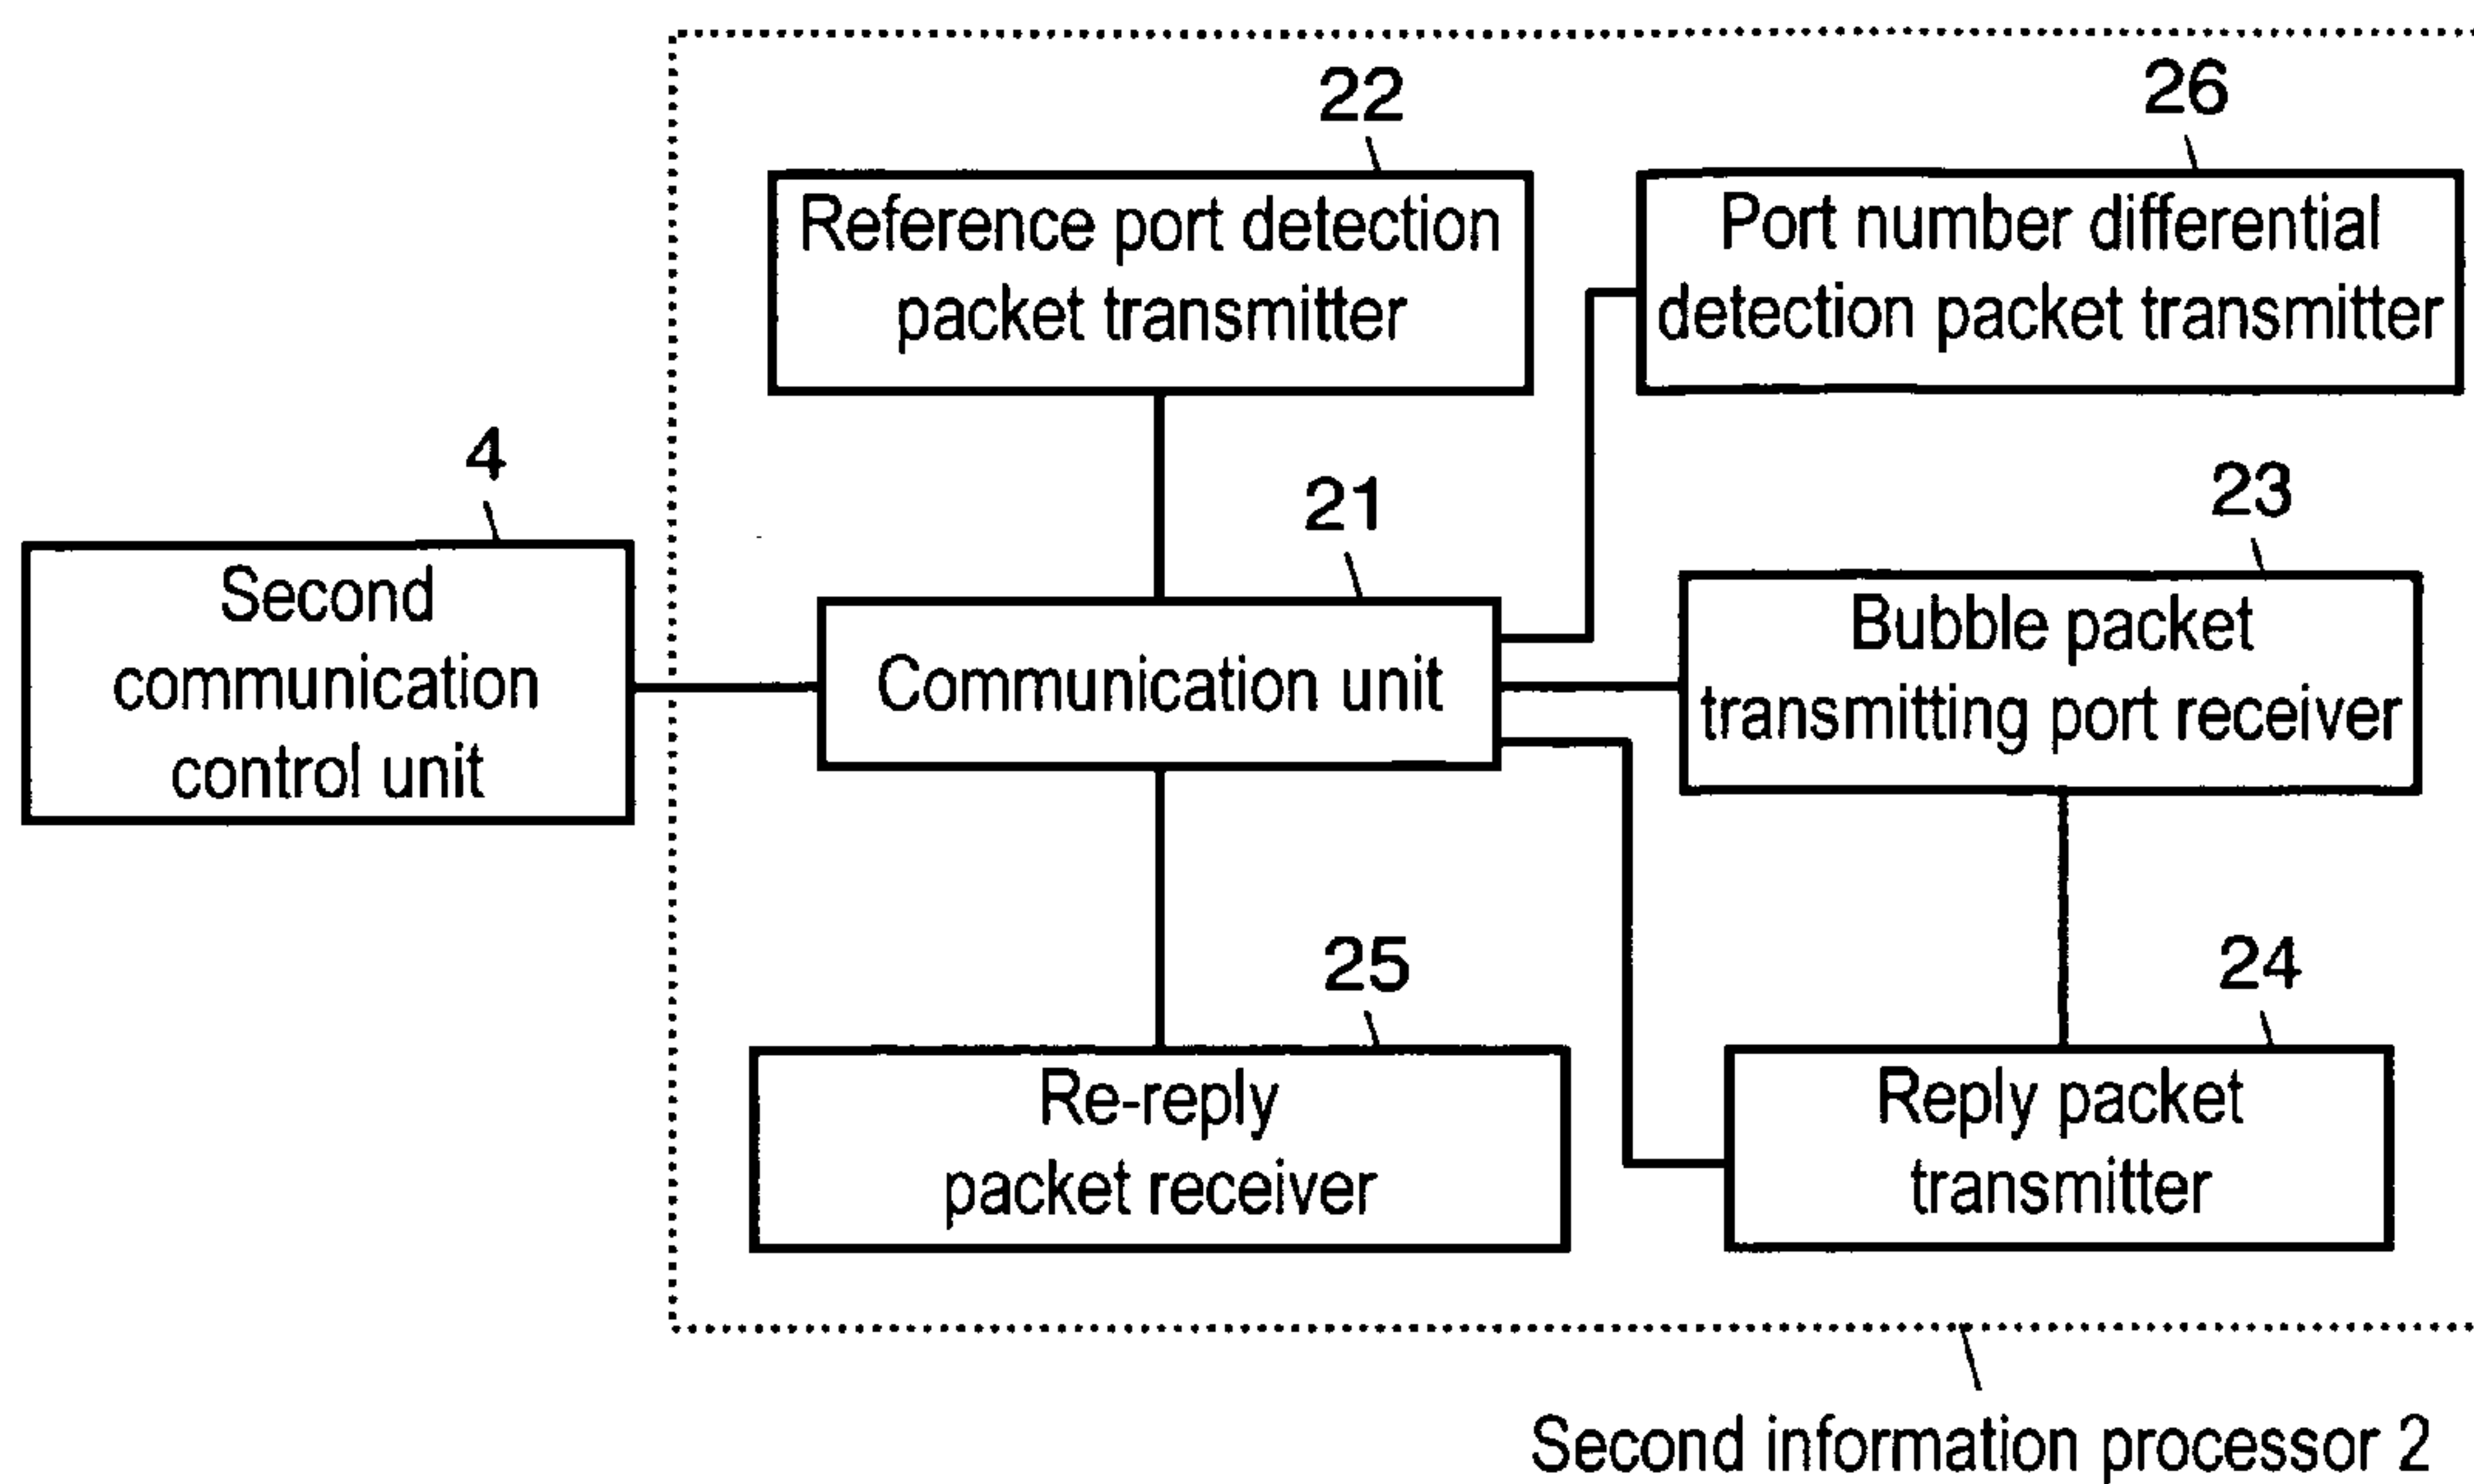 22
Reference port detection
packet transmitter
26
Port number differential
detection packet transmitter
4
Second
communication
control unit
21
Communication unit
23
Bubble packet
transmitting port receiver
25
Re-reply
packet receiver
24
Reply packet
transmitter
Second information processor 2